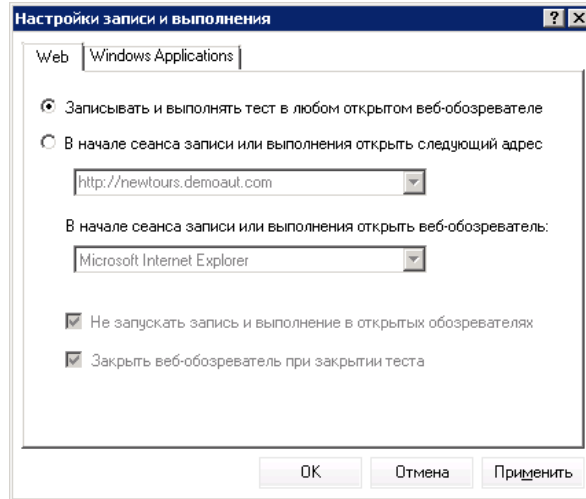 Настройки записи и выполнения
Web Windows Applications
Записывать и выполнять тест в любом открытом веб-обозревателе
В начале сеанса записи или выполнения открыть следующий адрес
http://newtours.demoaut.com
В начале сеанса записи или выполнения открыть веб-обозреватель:
Microsoft Internet Explorer
Не запускать запись и выполнение в открытых обозревателях
Закрыть веб-обозреватель при закрытии теста
OK Отмена Применить